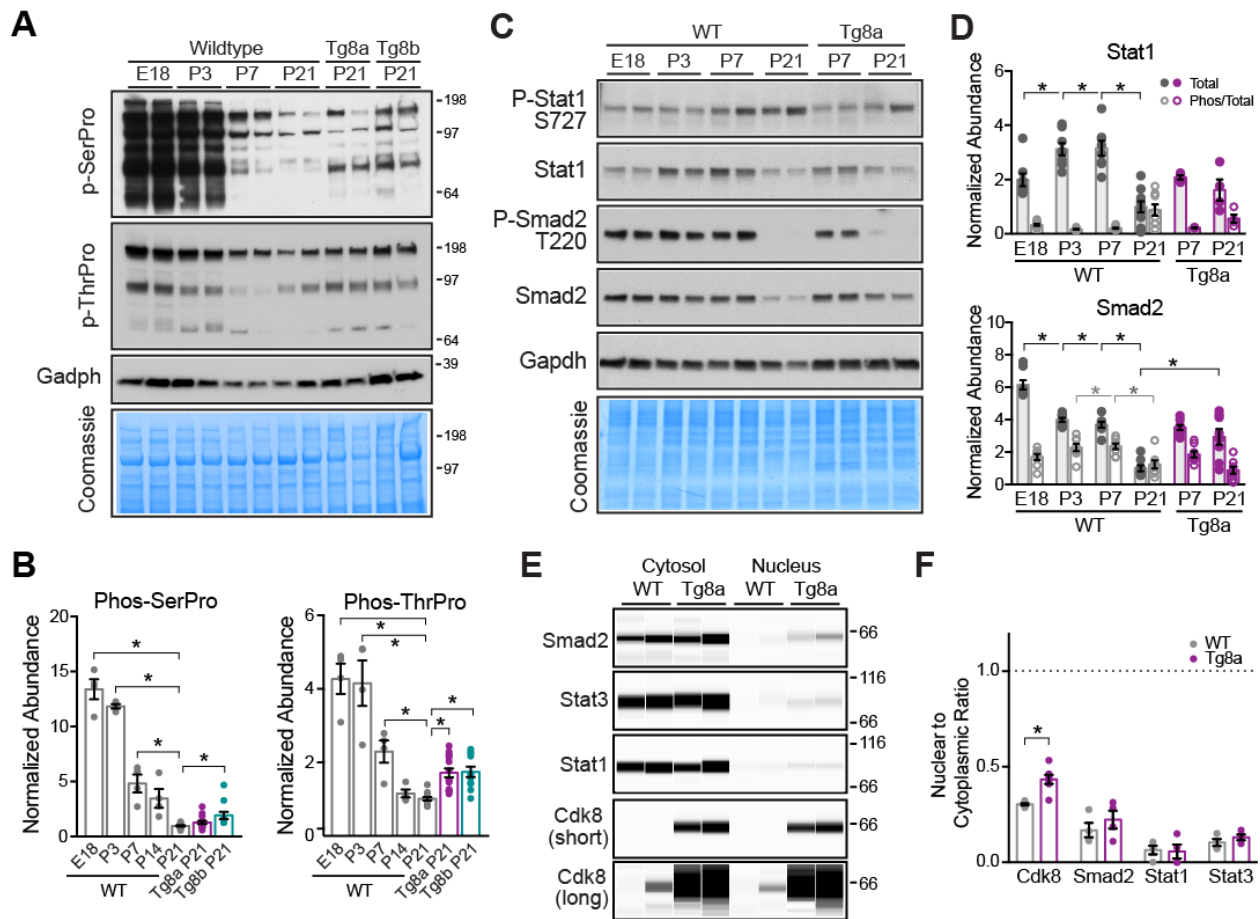 A
Wildtype Tg8a Tg8b
E18 P3 P7 P21 P21 P21
p-SerPro
-198
-97
-64
p-ThrPro
-198
-97
-64
Gadph
-39
Coomassie
-198
-97
B
Phos-SerPro
Normalized Abundance
20
15
10
5
0
* * * *
E18 P3 P7 P14 P21 Tg8a P21 Tg8b P21
WT
Phos-ThrPro
Normalized Abundance
6
4
2
0
* * * * *
E18 P3 P7 P14 P21 Tg8a P21 Tg8b P21
WT
C
WT Tg8a
E18 P3 P7 P21 P7 P21
P-Stat1
S727
Stat1
P-Smad2
T220
Smad2
Gapdh
Coomassie
D
Stat1
Total
Phos/Total
Normalized Abundance
6
4
2
0
* * *
E18 P3 P7 P21 P7 P21
WT Tg8a
Smad2
Normalized Abundance
10
8
6
4
2
0
* * * *
* *
E18 P3 P7 P21 P7 P21
WT Tg8a
E
Cytosol Nucleus
WT Tg8a WT Tg8a
Smad2
-66
Stat3
-116
-66
Stat1
-116
-66
Cdk8
(short)
-66
Cdk8
(long)
-66
F
WT
Tg8a
Nuclear to
Cytoplasmic Ratio
1.0
0.5
0.0
*
Cdk8 Smad2 Stat1 Stat3